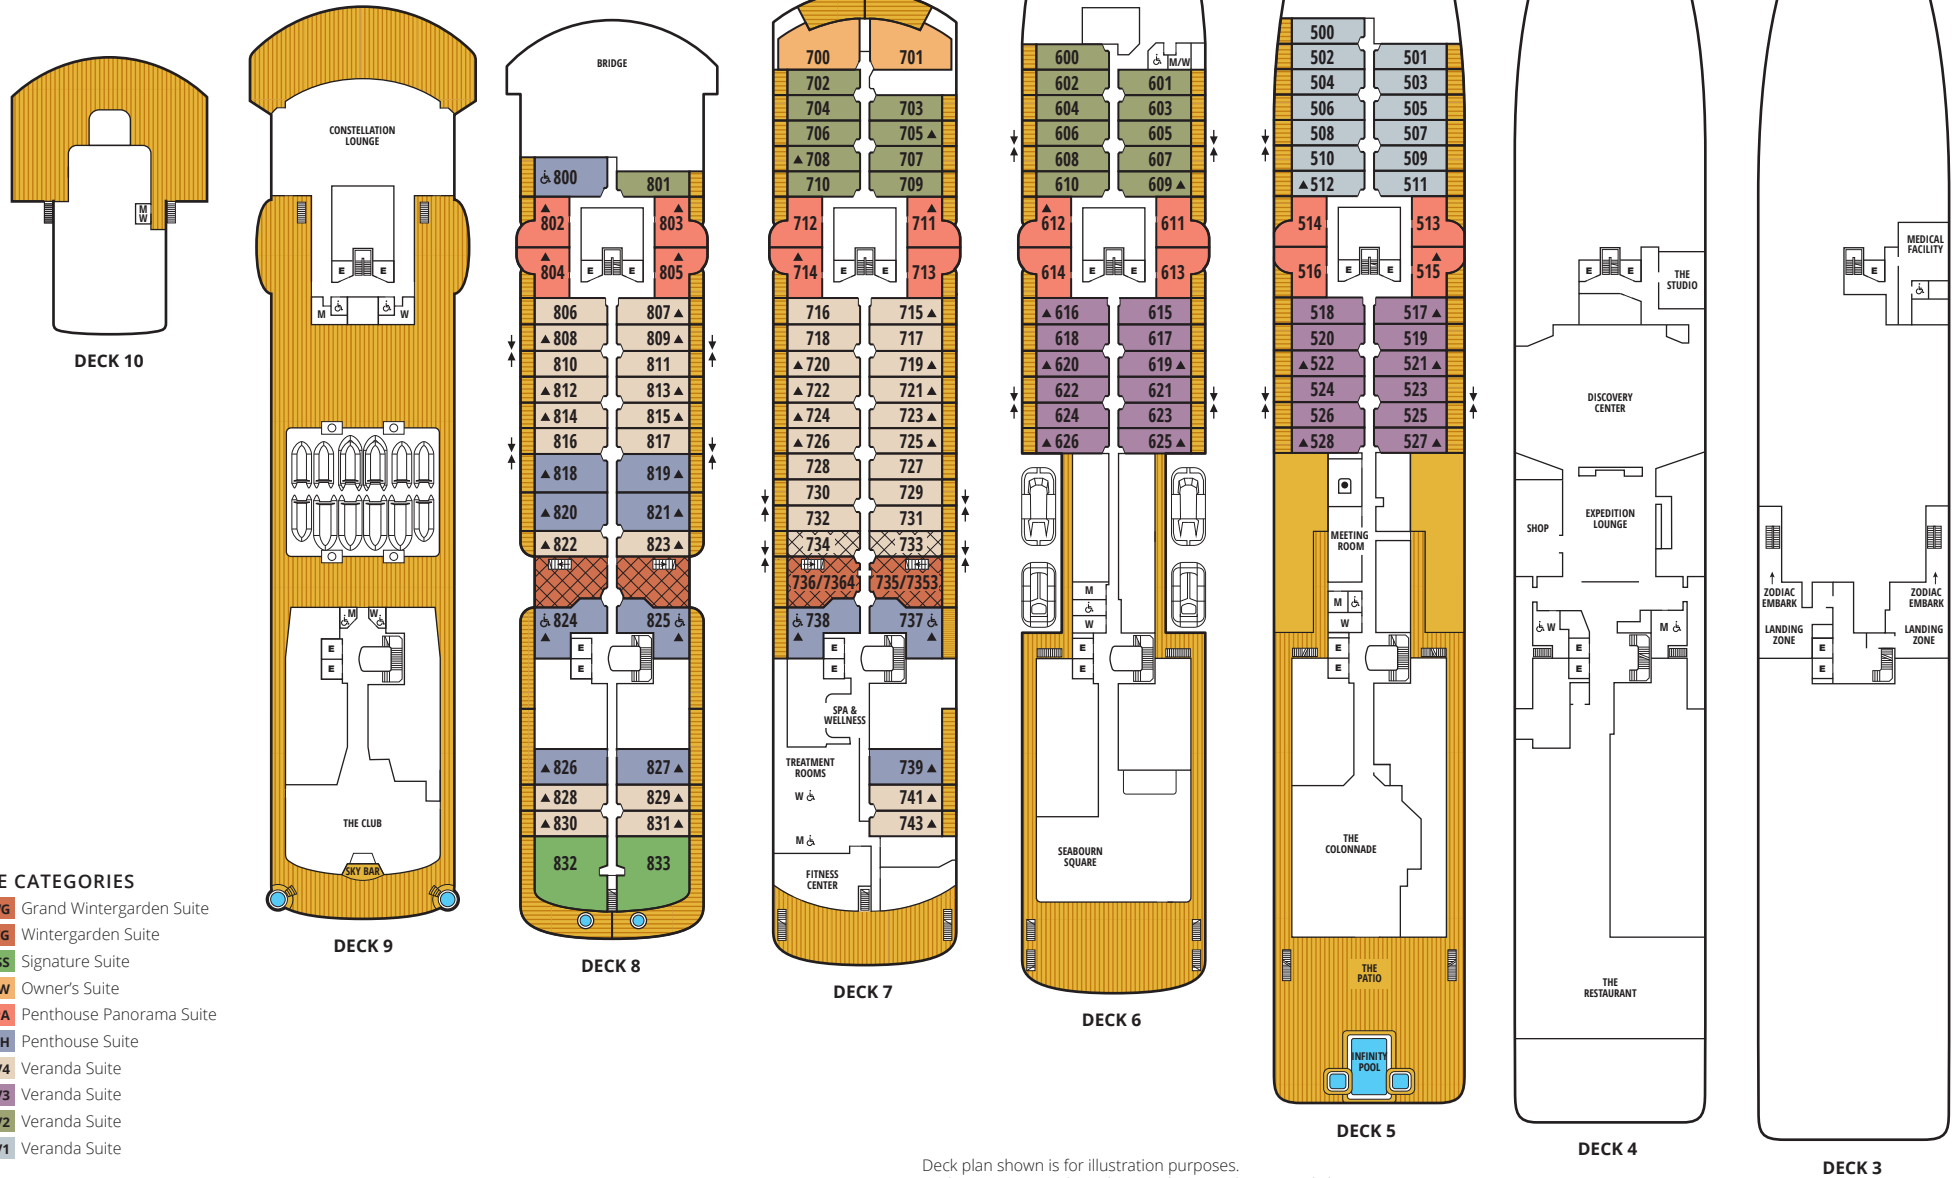 M
W
DECK 10
CONSTELLATION
LOUNGE
E E
M W
THE CLUB
SKY BAR
DECK 9
BRIDGE
800
801
802 803
E E
804 805
806 807
808 809
810 811
812 813
814 815
816 817
818 819
820 821
822 823
824 825
E
E
826 827
828 829
830 831
832 833
DECK 8
700 701
702
704 703
706 705
708 707
710 709
712 711
E E
714 713
716 715
718 717
720 719
722 721
724 723
726 725
728 727
730 729
732 731
734 733
736/7364 735/7353
738 737
E
E
SPA &
WELLNESS
TREATMENT
ROOMS
739
W
741
743
M
FITNESS
CENTER
DECK 7
M/W
600
602 601
604 603
606 605
608 607
610 609
612 611
E E
614 613
616 615
618 617
620 619
622 621
624 623
626 625
M
W
E
E
SEABOURN
SQUARE
DECK 6
500
502 501
504 503
506 505
508 507
510 509
512 511
514 513
E E
516 515
518 517
520 519
522 521
524 523
526 525
528 527
MEETING
ROOM
M
W
E
E
THE
COLONNADE
THE
PATIO
INFINITY
POOL
DECK 5
E E
THE
STUDIO
DISCOVERY
CENTER
SHOP
EXPEDITION
LOUNGE
W M
E
E
THE
RESTAURANT
DECK 4
MEDICAL
FACILITY
E
ZODIAC
EMBARK
LANDING
ZONE
ZODIAC
EMBARK
LANDING
ZONE
E
E
DECK 3
E CATEGORIES
G Grand Wintergarden Suite
G Wintergarden Suite
SS Signature Suite
W Owner's Suite
A Penthouse Panorama Suite
H Penthouse Suite
V4 Veranda Suite
V3 Veranda Suite
V2 Veranda Suite
V1 Veranda Suite
Deck plan shown is for illustration purposes.